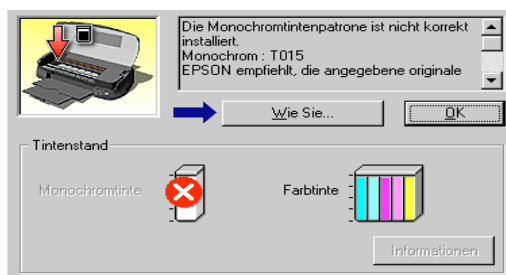 Die Monochromtintenpatrone ist nicht korrekt
installiert.
Monochrom : T015
EPSON empfiehlt, die angegebene originale
Wie Sie...
OK
Tintenstand
Monochromtinte
Farbtinte
Informationen